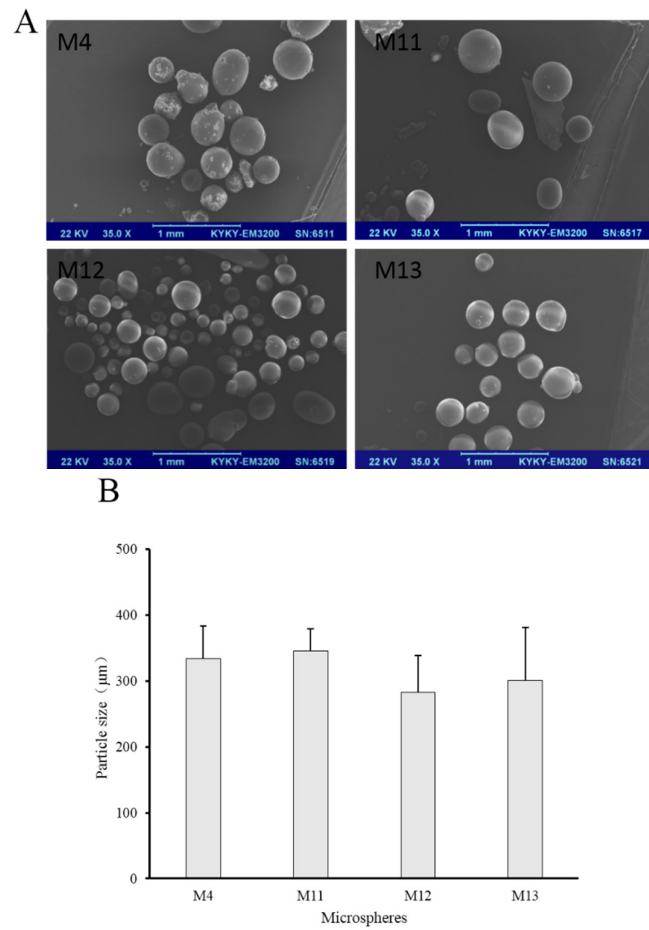 A
M4
M11
22 KV 35.0 X 1 mm KYKY-EM3200 SN:6511
22 KV 35.0 X 1 mm KYKY-EM3200 SN:6517
M12
M13
22 KV 35.0 X 1 mm KYKY-EM3200 SN:6519
22 KV 35.0 X 1 mm KYKY-EM3200 SN:6521
B
500
400
300
200
100
0
Particle size（μm）
M4 M11 M12 M13
Microspheres